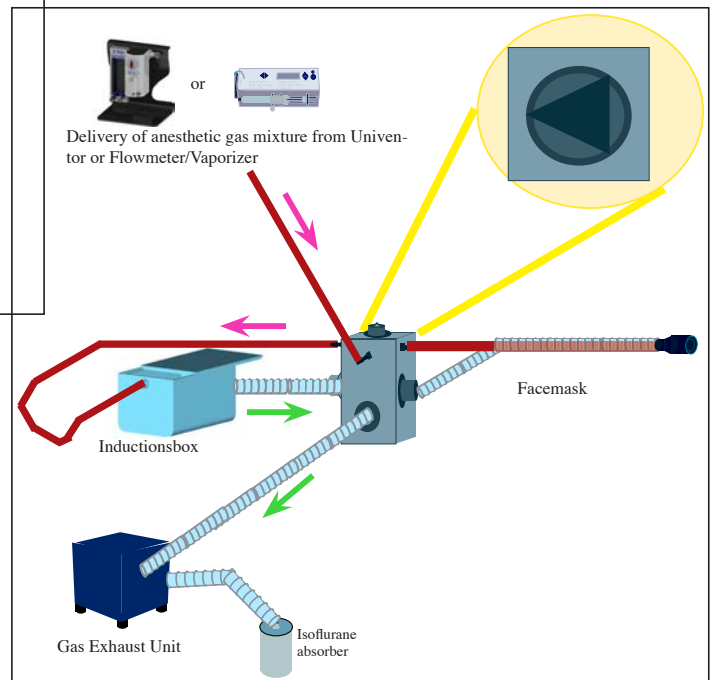 or
Delivery of anesthetic gas mixture from Univen-
tor or Flowmeter/Vaporizer
Facemask
Inductionsbox
Gas Exhaust Unit
Isoflurane
absorber